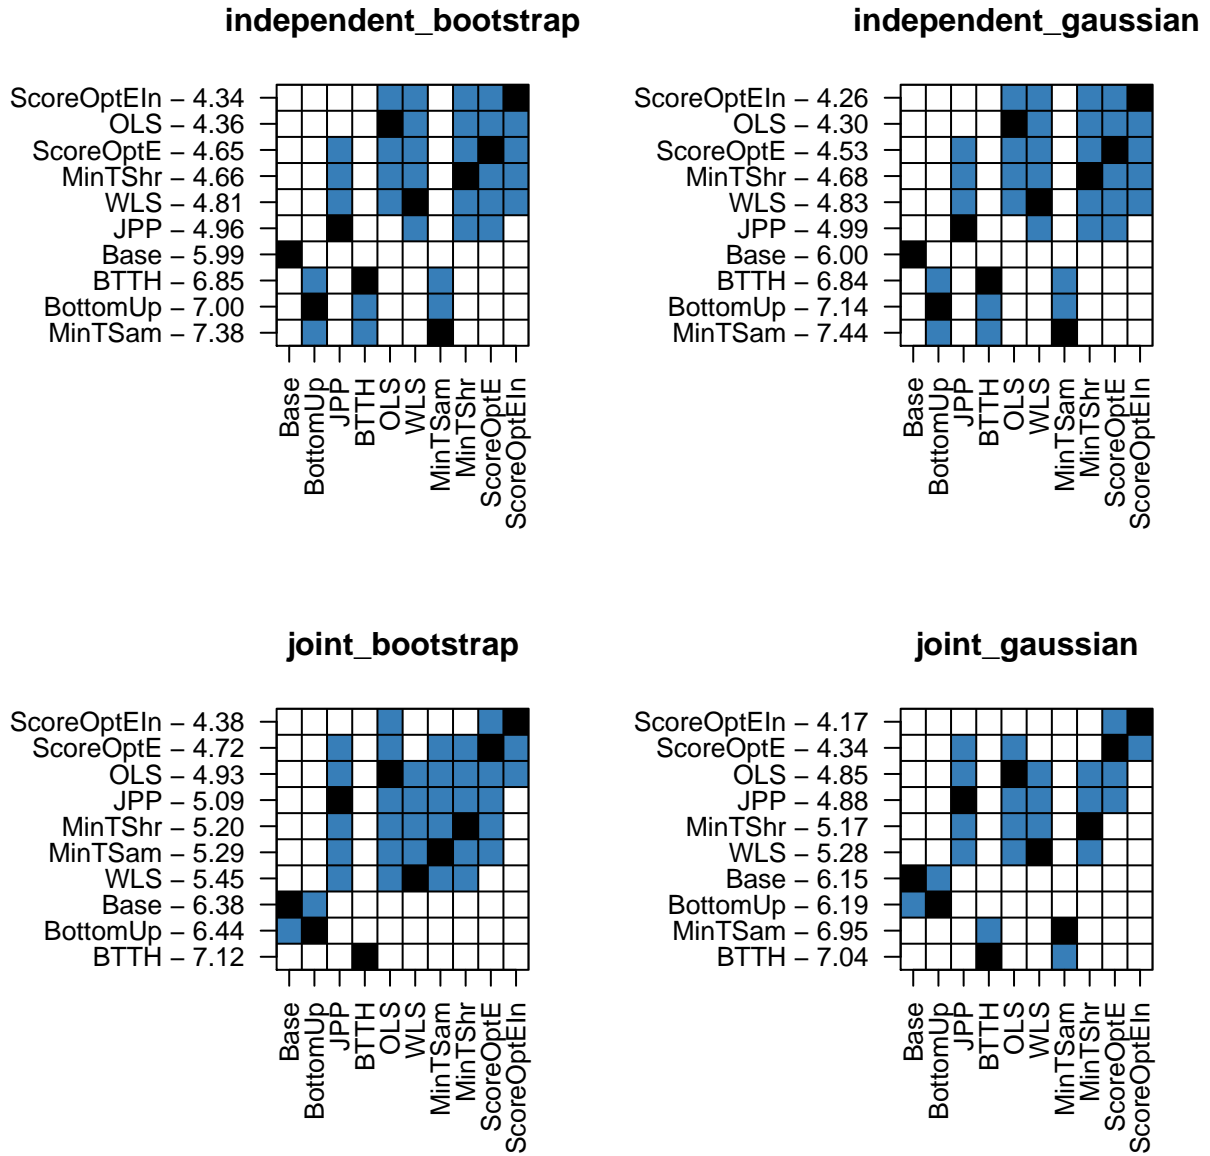 independent_bootstrap
ScoreOptEIn – 4.34
OLS – 4.36
ScoreOptE – 4.65
MinTShr – 4.66
WLS – 4.81
JPP – 4.96
Base – 5.99
BTTH – 6.85
BottomUp – 7.00
MinTSam – 7.38
Base
BottomUp
JPP
BTTH
OLS
WLS
MinTSam
MinTShr
ScoreOptE
ScoreOptEIn
independent_gaussian
ScoreOptEIn – 4.26
OLS – 4.30
ScoreOptE – 4.53
MinTShr – 4.68
WLS – 4.83
JPP – 4.99
Base – 6.00
BTTH – 6.84
BottomUp – 7.14
MinTSam – 7.44
Base
BottomUp
JPP
BTTH
OLS
WLS
MinTSam
MinTShr
ScoreOptE
ScoreOptEIn
joint_bootstrap
ScoreOptEIn – 4.38
ScoreOptE – 4.72
OLS – 4.93
JPP – 5.09
MinTShr – 5.20
MinTSam – 5.29
WLS – 5.45
Base – 6.38
BottomUp – 6.44
BTTH – 7.12
Base
BottomUp
JPP
BTTH
OLS
WLS
MinTSam
MinTShr
ScoreOptE
ScoreOptEIn
joint_gaussian
ScoreOptEIn – 4.17
ScoreOptE – 4.34
OLS – 4.85
JPP – 4.88
MinTShr – 5.17
WLS – 5.28
Base – 6.15
BottomUp – 6.19
MinTSam – 6.95
BTTH – 7.04
Base
BottomUp
JPP
BTTH
OLS
WLS
MinTSam
MinTShr
ScoreOptE
ScoreOptEIn